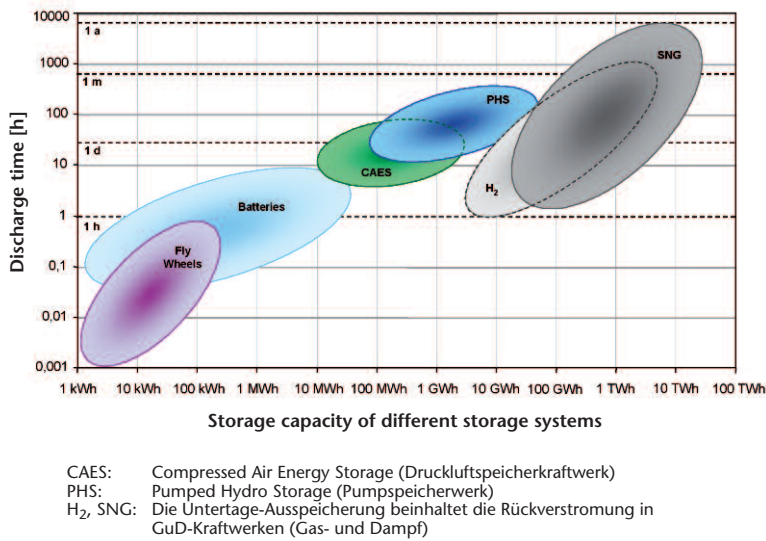 10000
1 a
SNG
1000
1 m
PHS
100
1 d
10
CAES
H2
Batteries
1
1 h
Fly
Wheels
0,1
0,01
0,001
Discharge time [h]
1 kWh 10 kWh 100 kWh 1 MWh 10 MWh 100 MWh 1 GWh 10 GWh 100 GWh 1 TWh 10 TWh 100 TWh
Storage capacity of different storage systems
CAES: Compressed Air Energy Storage (Druckluftspeicherkraftwerk)
PHS: Pumped Hydro Storage (Pumpspeicherwerk)
H2, SNG: Die Untertage-Ausspeicherung beinhaltet die Rückverstromung in
GuD-Kraftwerken (Gas- und Dampf)